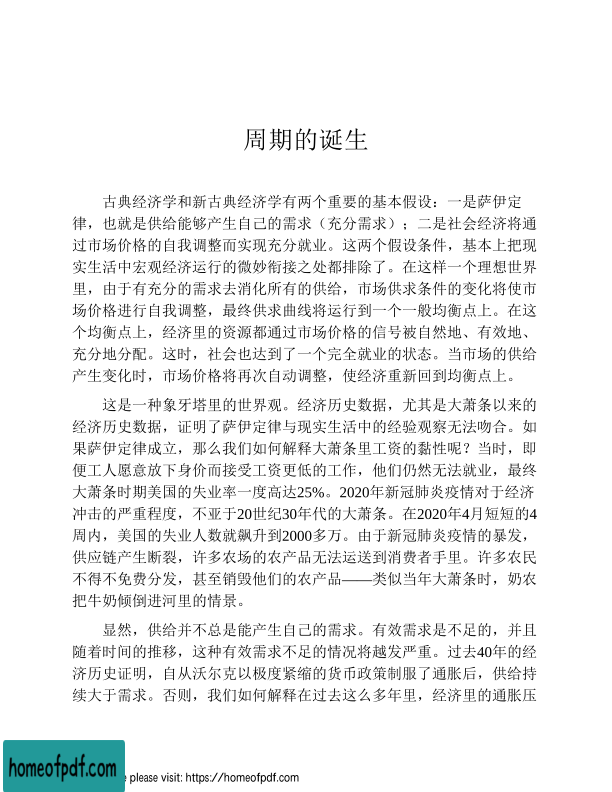 周期的诞生
古典经济学和新古典经济学有两个重要的基本假设：一是萨伊定
律，也就是供给能够产生自己的需求（充分需求）；二是社会经济将通
过市场价格的自我调整而实现充分就业。这两个假设条件，基本上把现
实生活中宏观经济运行的微妙衔接之处都排除了。在这样一个理想世界
里，由于有充分的需求去消化所有的供给，市场供求条件的变化将使市
场价格进行自我调整，最终供求曲线将运行到一个一般均衡点上。在这
个均衡点上，经济里的资源都通过市场价格的信号被自然地、有效地、
充分地分配。这时，社会也达到了一个完全就业的状态。当市场的供给
产生变化时，市场价格将再次自动调整，使经济重新回到均衡点上。
这是一种象牙塔里的世界观。经济历史数据，尤其是大萧条以来的
经济历史数据，证明了萨伊定律与现实生活中的经验观察无法吻合。如
果萨伊定律成立，那么我们如何解释大萧条里工资的黏性呢？当时，即
便工人愿意放下身价而接受工资更低的工作，他们仍然无法就业，最终
大萧条时期美国的失业率一度高达25%。2020年新冠肺炎疫情对于经济
冲击的严重程度，不亚于20世纪30年代的大萧条。在2020年4月短短的4
周内，美国的失业人数就飙升到2000多万。由于新冠肺炎疫情的暴发，
供应链产生断裂，许多农场的农产品无法运送到消费者手里。许多农民
不得不免费分发，甚至销毁他们的农产品——类似当年大萧条时，奶农
把牛奶倾倒进河里的情景。
显然，供给并不总是能产生自己的需求。有效需求是不足的，并且
随着时间的推移，这种有效需求不足的情况将越发严重。过去40年的经
济历史证明，自从沃尔克以极度紧缩的货币政策制服了通胀后，供给持
续大于需求。否则，我们如何解释在过去这么多年里，经济里的通胀压
homeofpdf.com
e please visit: https://homeofpdf.com